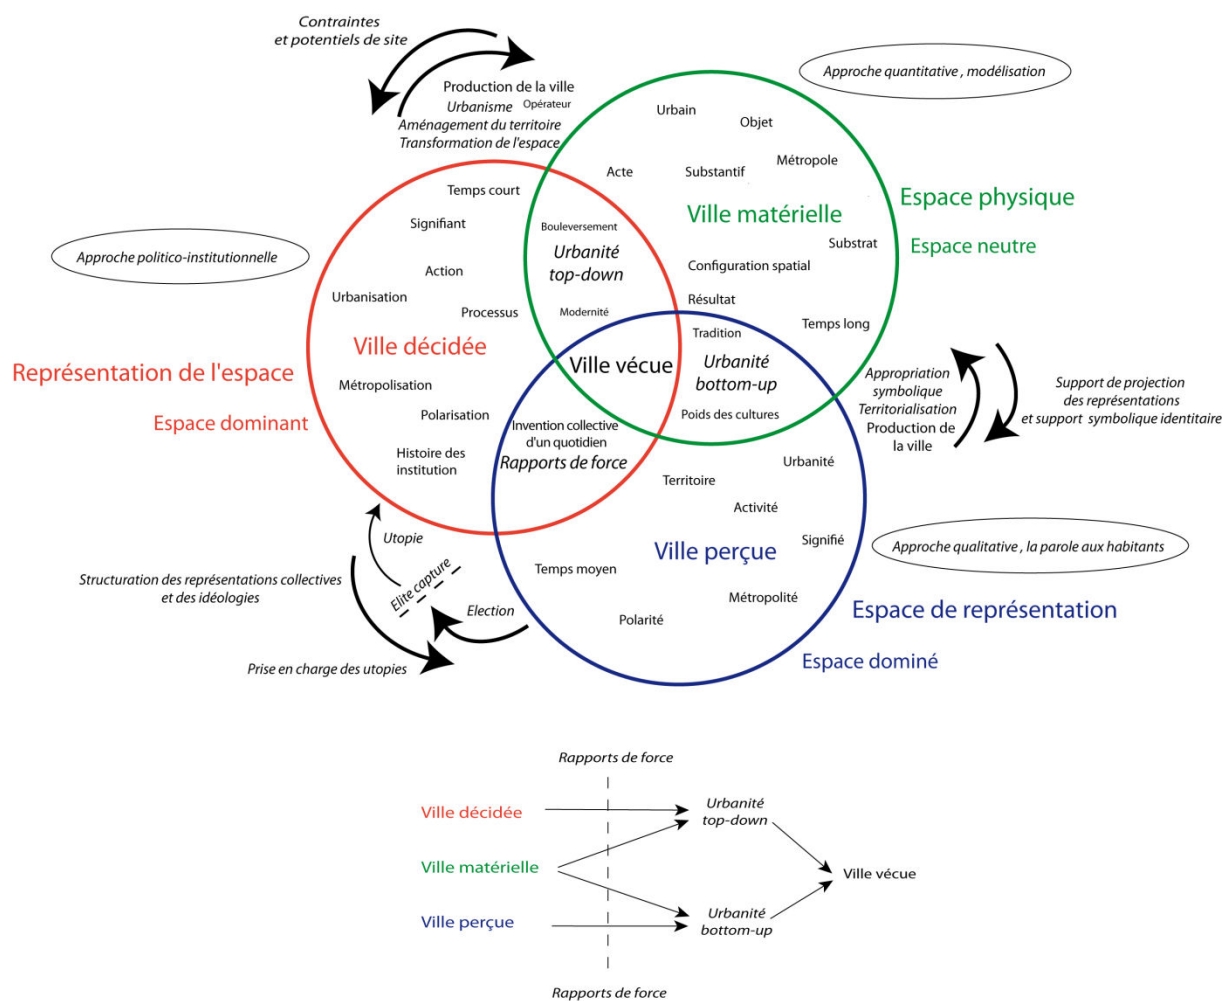 Contraintes
et potentiels de site
Production de la ville
Urbanisme Opérateur
Aménagement du territoire
Transformation de l'espace
Approche quantitative , modélisation
Urbain
Objet
Métropole
Acte
Substantif
Ville matérielle
Espace physique
Substrat
Espace neutre
Configuration spatial
Résultat
Temps long
Temps court
Signifiant
Bouleversement
Urbanité
top-down
Modernité
Approche politico-institutionnelle
Action
Urbanisation
Processus
Ville décidée
Représentation de l'espace
Métropolisation
Espace dominant
Polarisation
Histoire des
institution
Ville vécue
Tradition
Urbanité
bottom-up
Poids des cultures
Invention collective
d'un quotidien
Rapports de force
Appropriation
symbolique
Territorialisation
Production de
la ville
Support de projection
des représentations
et support symbolique identitaire
Urbanité
Territoire
Activité
Signifié
Ville perçue
Approche qualitative , la parole aux habitants
Temps moyen
Métropolité
Polarité
Espace de représentation
Espace dominé
Utopie
Structuration des représentations collectives
et des idéologies
Elite capture
Election
Prise en charge des utopies
Rapports de force
Ville décidée
Urbanité
top-down
Ville matérielle
Ville vécue
Ville perçue
Urbanité
bottom-up
Rapports de force